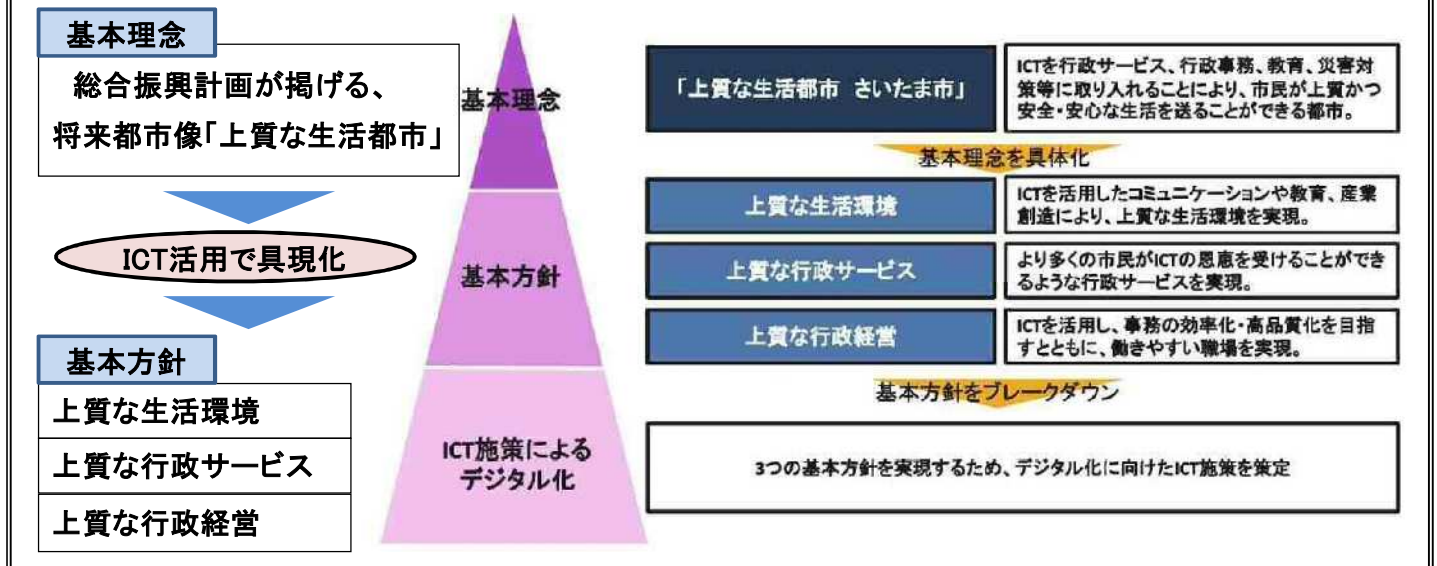 基本理念
総合振興計画が掲げる、
将来都市像「上質な生活都市」
ICT活用で具現化
基本方針
上質な生活環境
上質な行政サービス
上質な行政経営
基本理念
基本方針
ICT施策による
デジタル化
「上質な生活都市 さいたま市」
ICTを行政サービス、行政事務、教育、災害対
策等に取り入れることにより、市民が上質かつ
安全・安心な生活を送ることができる都市。
基本理念を具体化
上質な生活環境
ICTを活用したコミュニケーションや教育、産業
創造により、上質な生活環境を実現。
上質な行政サービス
より多くの市民がICTの恩恵を受けることができ
るような行政サービスを実現。
上質な行政経営
ICTを活用し、事務の効率化・高品質化を目指
すとともに、働きやすい職場を実現。
基本方針をブレークダウン
3つの基本方針を実現するため、デジタル化に向けたICT施策を策定